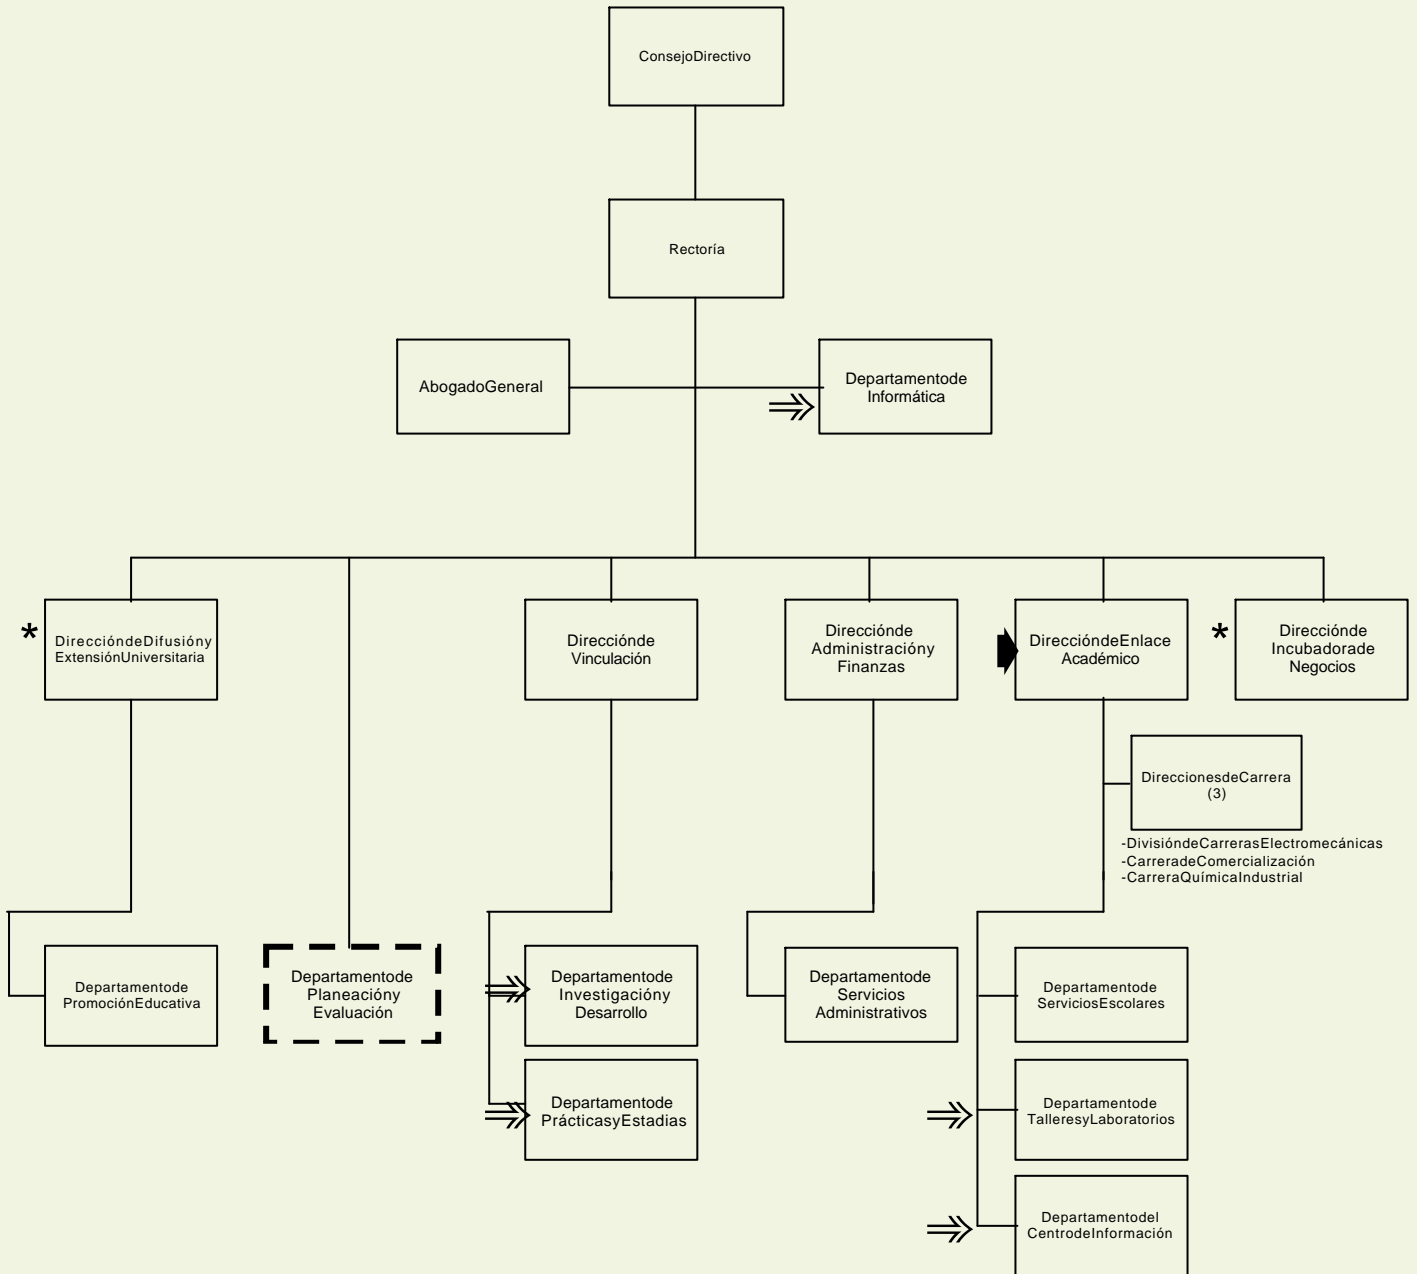 ConsejoDirectivo
Rectoría
AbogadoGeneral
Departamentode
Informática
*
DireccióndeDifusióny
ExtensiónUniversitaria
Direcciónde
Vinculación
Direcciónde
Administracióny
Finanzas
DireccióndeEnlace
Académico
*
Direcciónde
Incubadorade
Negocios
DireccionesdeCarrera
(3)
-DivisióndeCarrerasElectromecánicas
-CarreradeComercialización
-CarreraQuímicaIndustrial
Departamentode
PromociónEducativa
Departamentode
Planeacióny
Evaluación
Departamentode
Investigacióny
Desarrollo
Departamentode
Servicios
Administrativos
Departamentode
ServiciosEscolares
Departamentode
PrácticasyEstadias
Departamentode
TalleresyLaboratorios
Departamentodel
CentrodeInformación